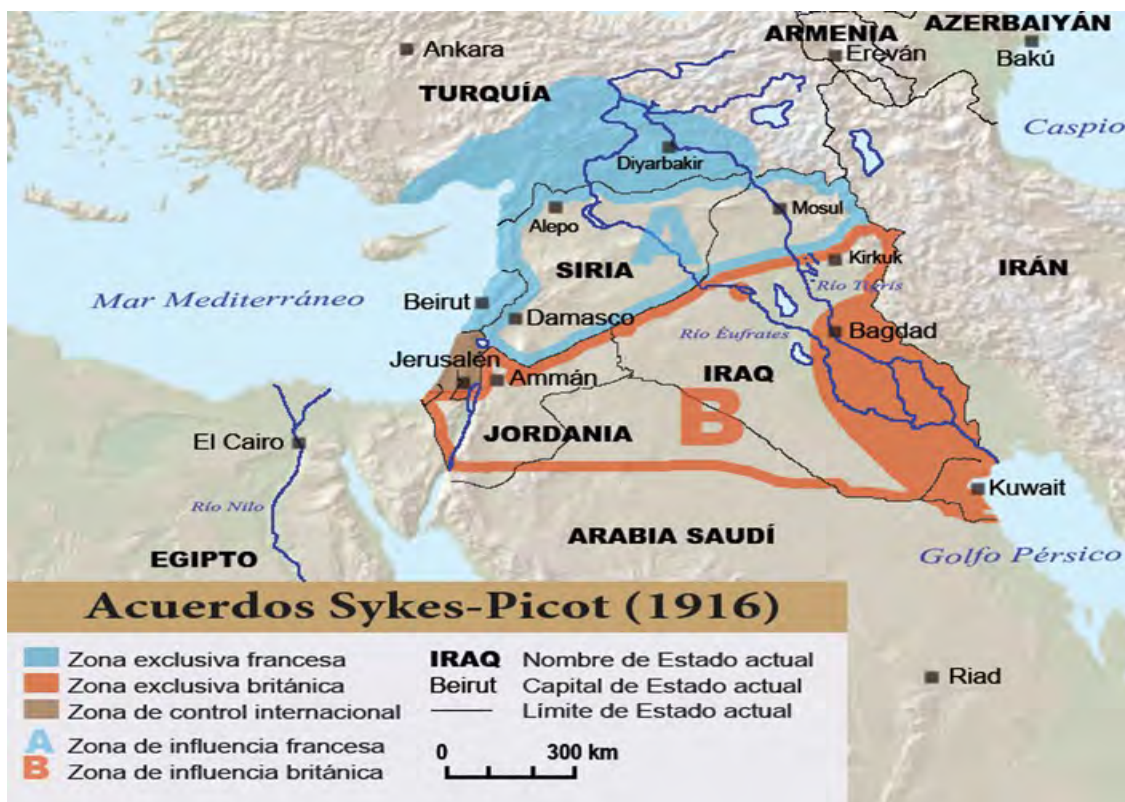 AZERBAIYÁN
ARMENIA
Ereván
Bakú
Ankara
TURQUÍA
Caspio
Diyarbakir
Alepo
A
Mosul
SIRIA
Kirkuk
IRÁN
Mar Mediterráneo
Beirut
Río Tigris
Damasco
Río Éufrates
Bagdad
Jerusalén
Ammán
IRAQ
B
El Cairo
JORDANIA
Kuwait
Río Nilo
ARABIA SAUDÍ
EGIPTO
Golfo Pérsico
Acuerdos Sykes-Picot (1916)
Zona exclusiva francesa
Zona exclusiva británica
Zona de control internacional
A Zona de influencia francesa
B Zona de influencia británica
IRAQ Nombre de Estado actual
Beirut Capital de Estado actual
Límite de Estado actual
0 300 km
Riad